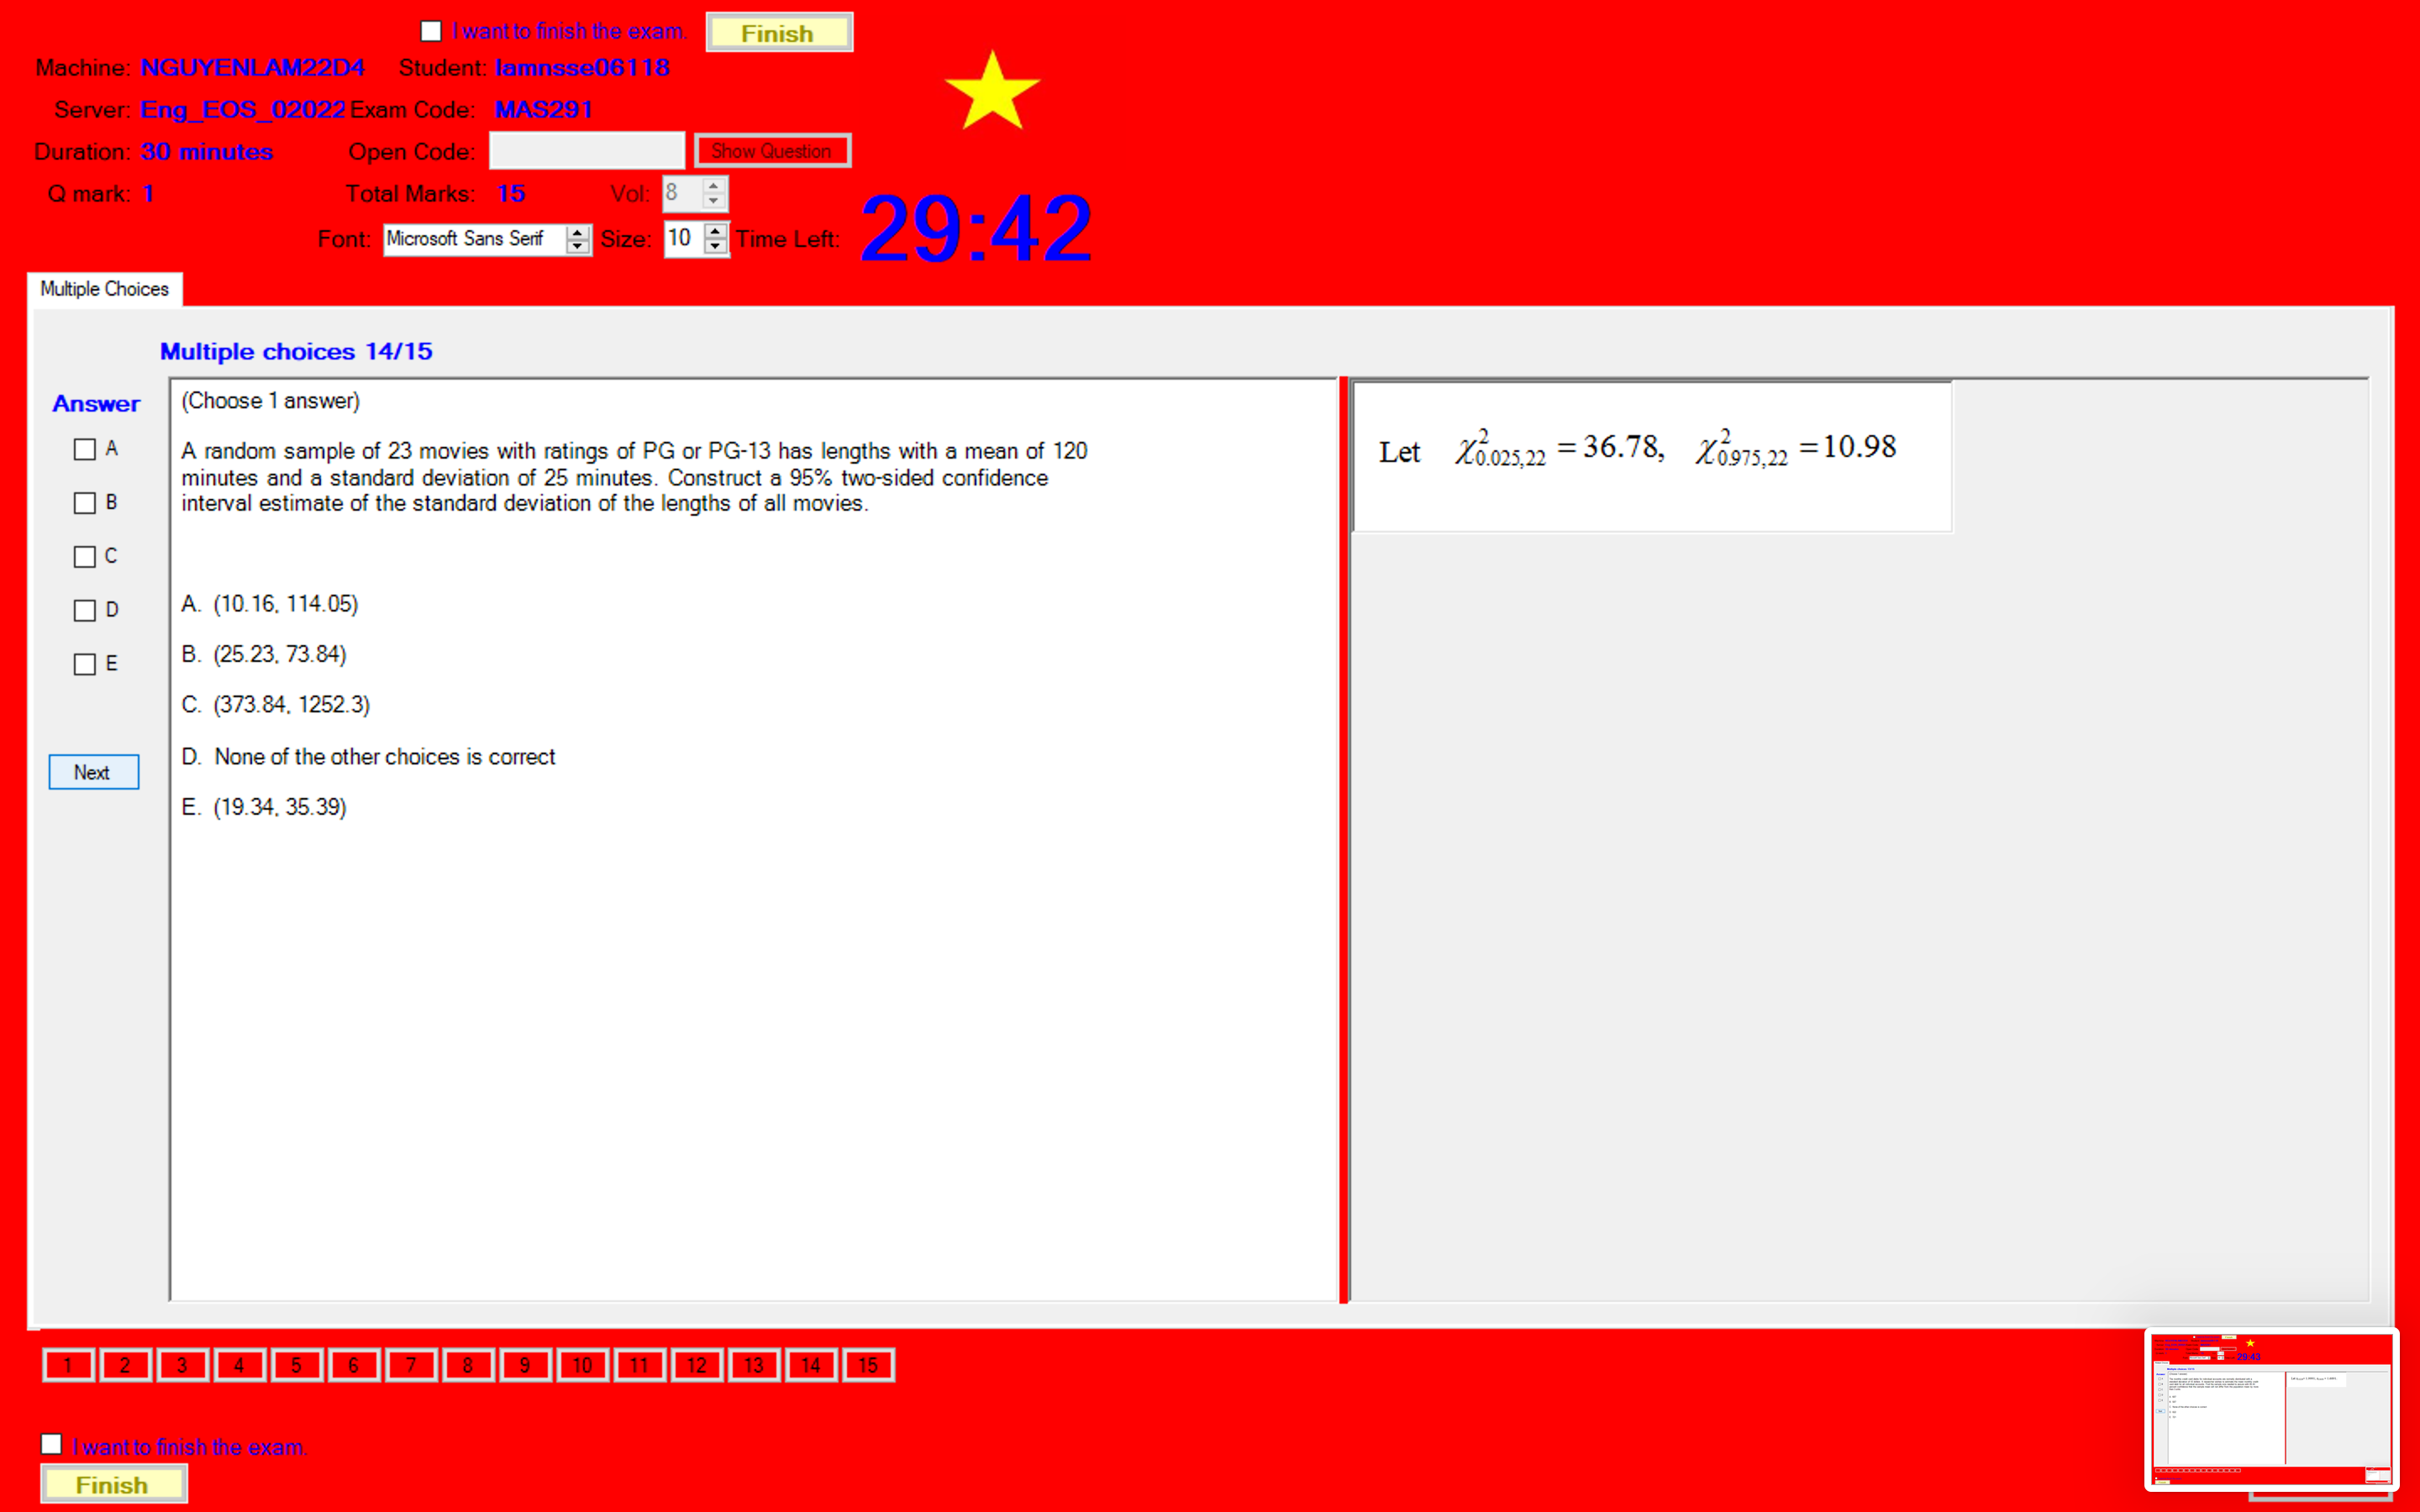 I want to finish the exam.
Finish
Machine: NGUYENLAM22D4 Student: lamnsse06118
Server: Eng_EOS_02022 Exam Code: MAS291
Duration: 30 minutes Open Code: Show Question
Q mark: 1 Total Marks: 15 Vol: 8
Font: Microsoft Sans Serif Size: 10 Time Left: 29:42
Multiple Choices
Multiple choices 14/15
Answer
A
B
C
D
E
Next
(Choose 1 answer)
A random sample of 23 movies with ratings of PG or PG-13 has lengths with a mean of 120
minutes and a standard deviation of 25 minutes. Construct a 95% two-sided confidence
interval estimate of the standard deviation of the lengths of all movies.
A. (10.16, 114.05)
B. (25.23, 73.84)
C. (373.84, 1252.3)
D. None of the other choices is correct
E. (19.34, 35.39)
Let χ²0.025,22 = 36.78, χ²0.975,22 = 10.98
1 2 3 4 5 6 7 8 9 10 11 12 13 14 15
I want to finish the exam.
Finish